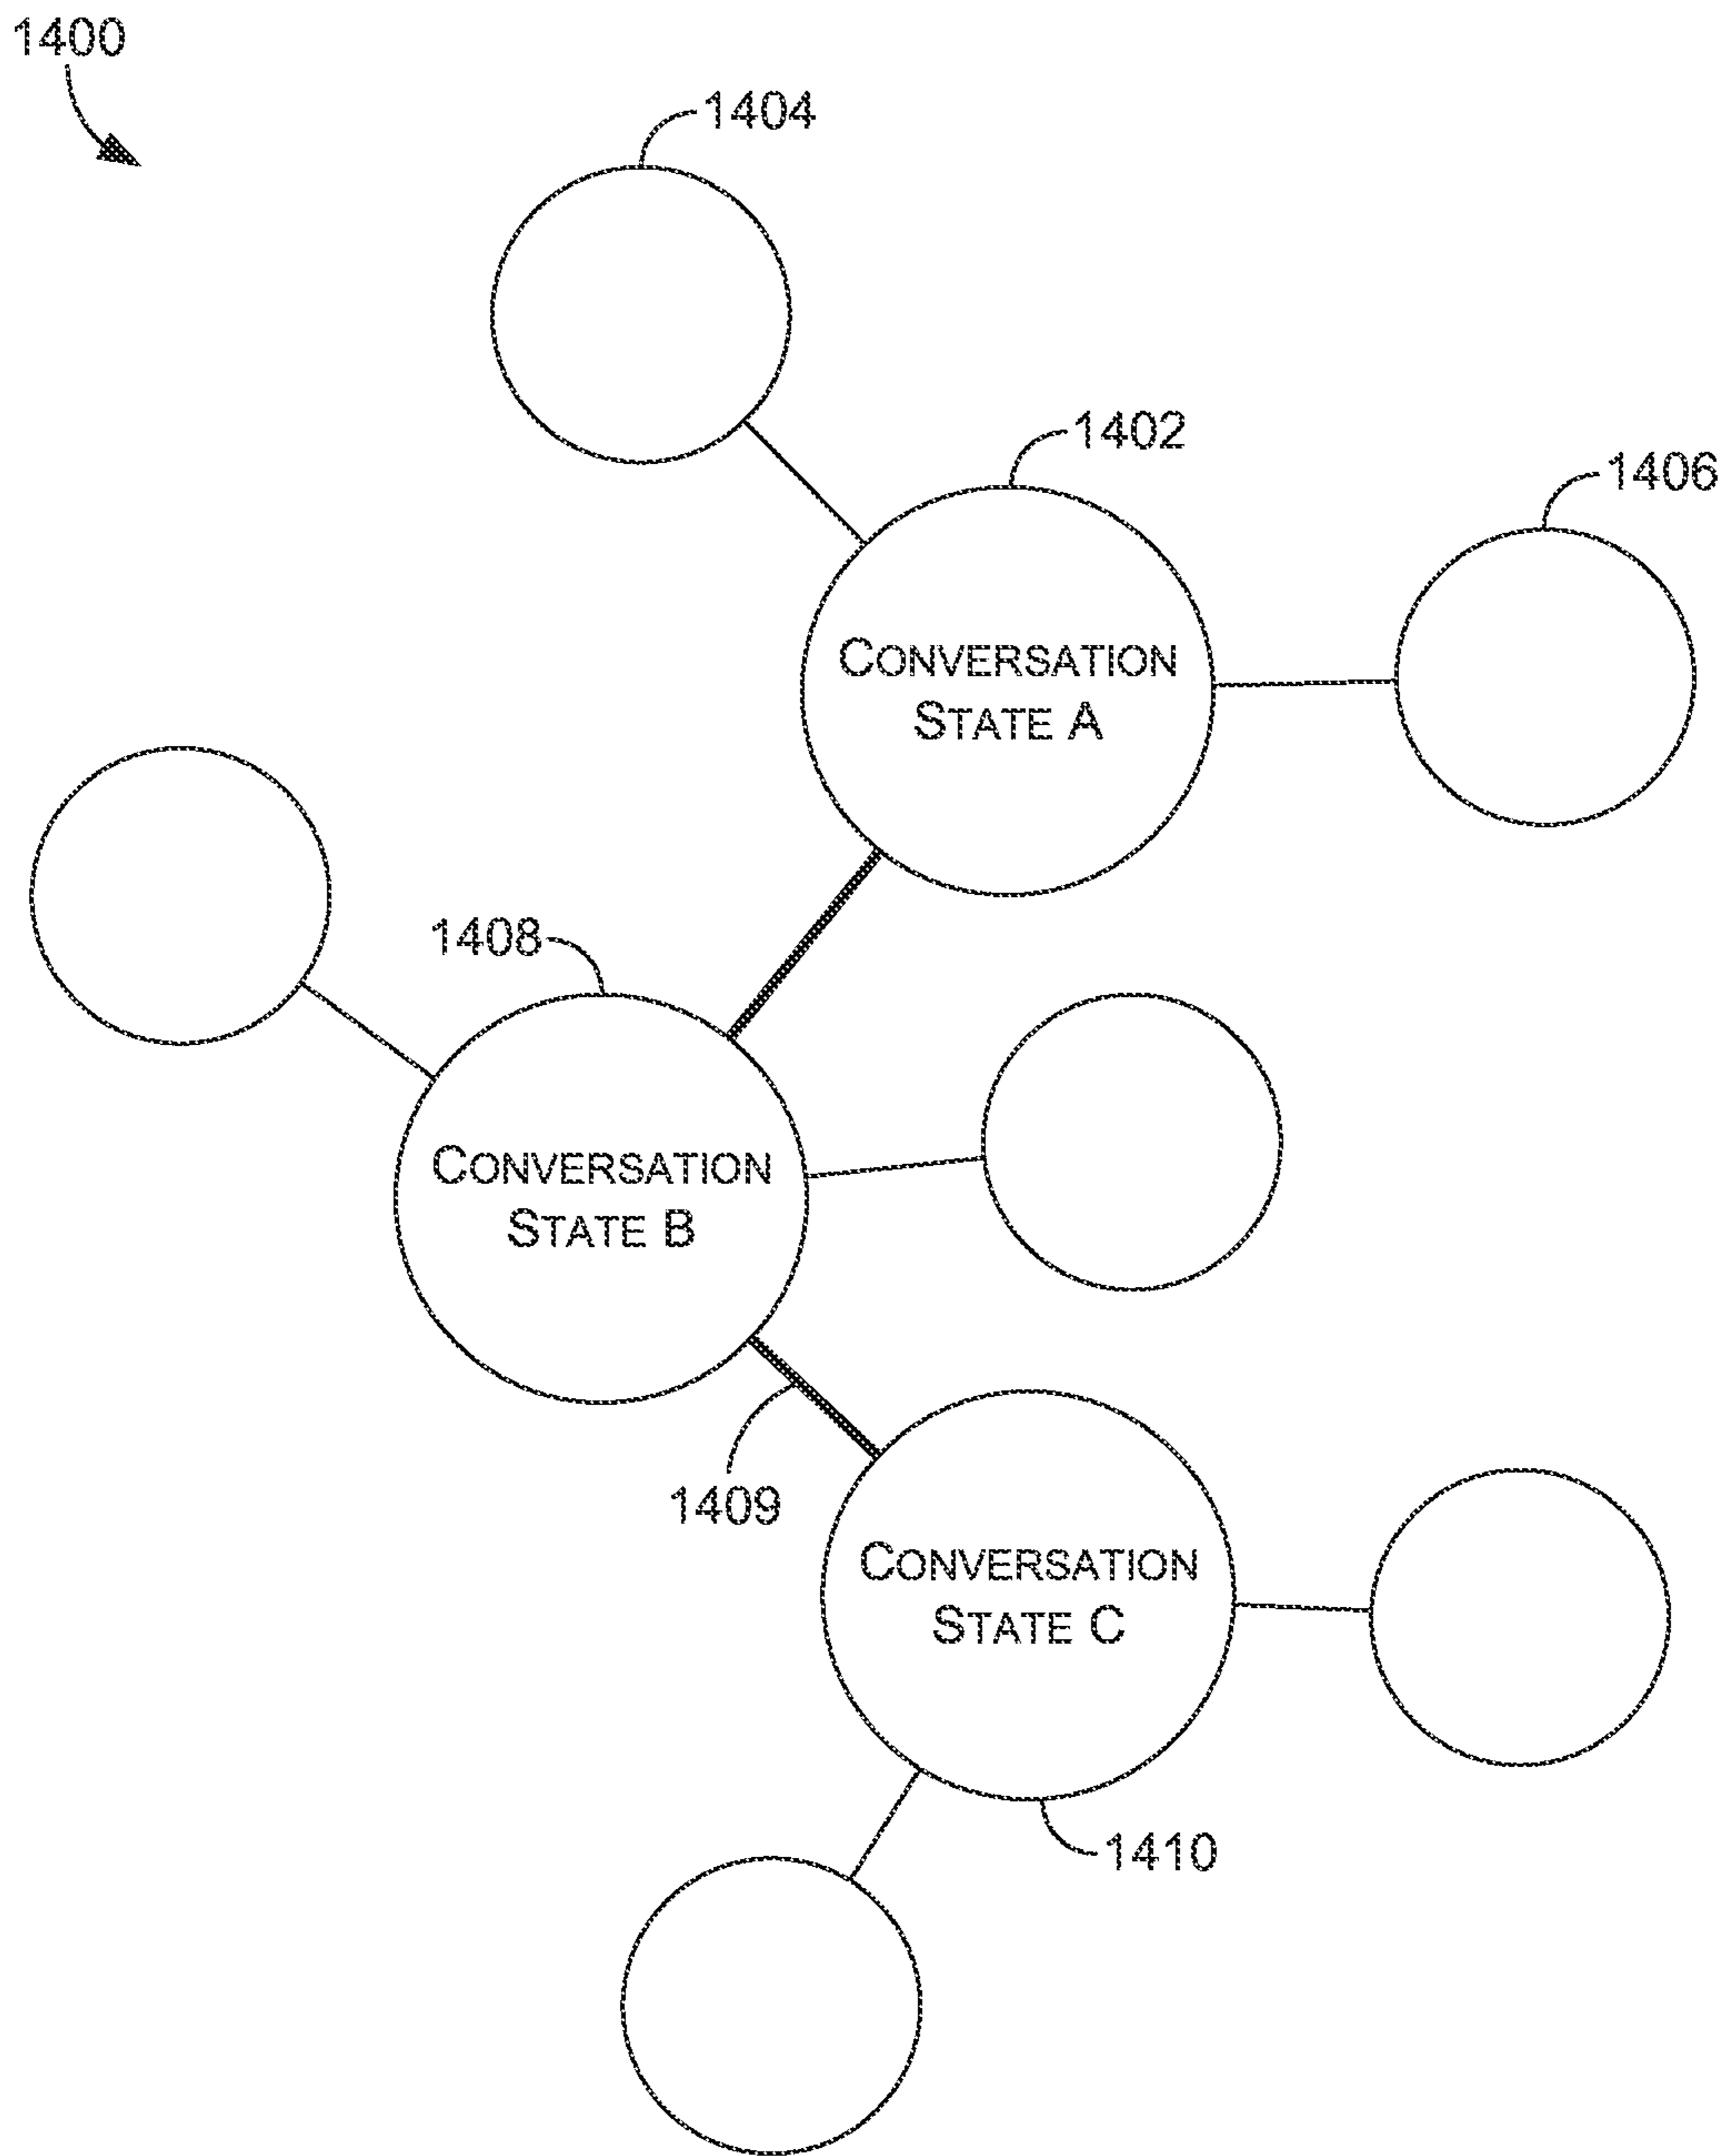 1400
1404
1402
1406
CONVERSATION
STATE A
1408
CONVERSATION
STATE B
1409
CONVERSATION
STATE C
1410